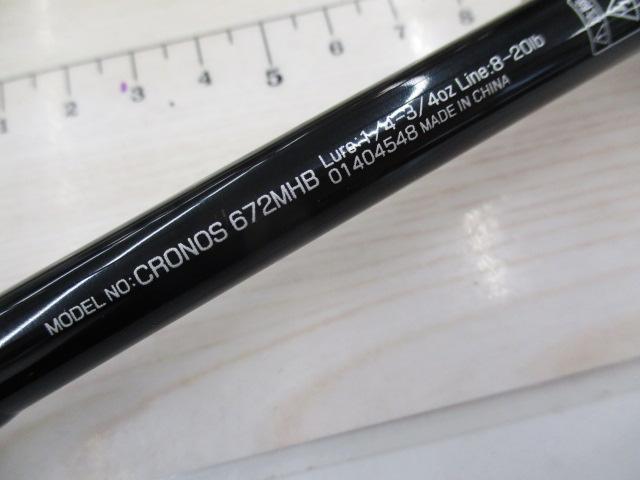 1 2 3 4 5 6 7 8
MODEL NO: CRONOS 672MHB Lure:1/4-3/4oz Line:8-20lb
01404548 MADE IN CHINA